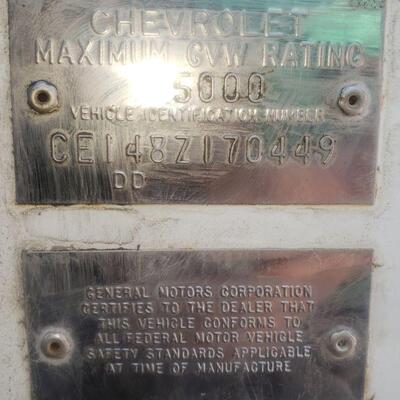 CHEVROLET
MAXIMUM GVW RATING
5000
VEHICLE IDENTIFICATION NUMBER
CE148Z170449
DD
GENERAL MOTORS CORPORATION
CERTIFIES TO THE DEALER THAT
THIS VEHICLE CONFORMS TO
ALL FEDERAL MOTOR VEHICLE
SAFETY STANDARDS APPLICABLE
AT TIME OF MANUFACTURE